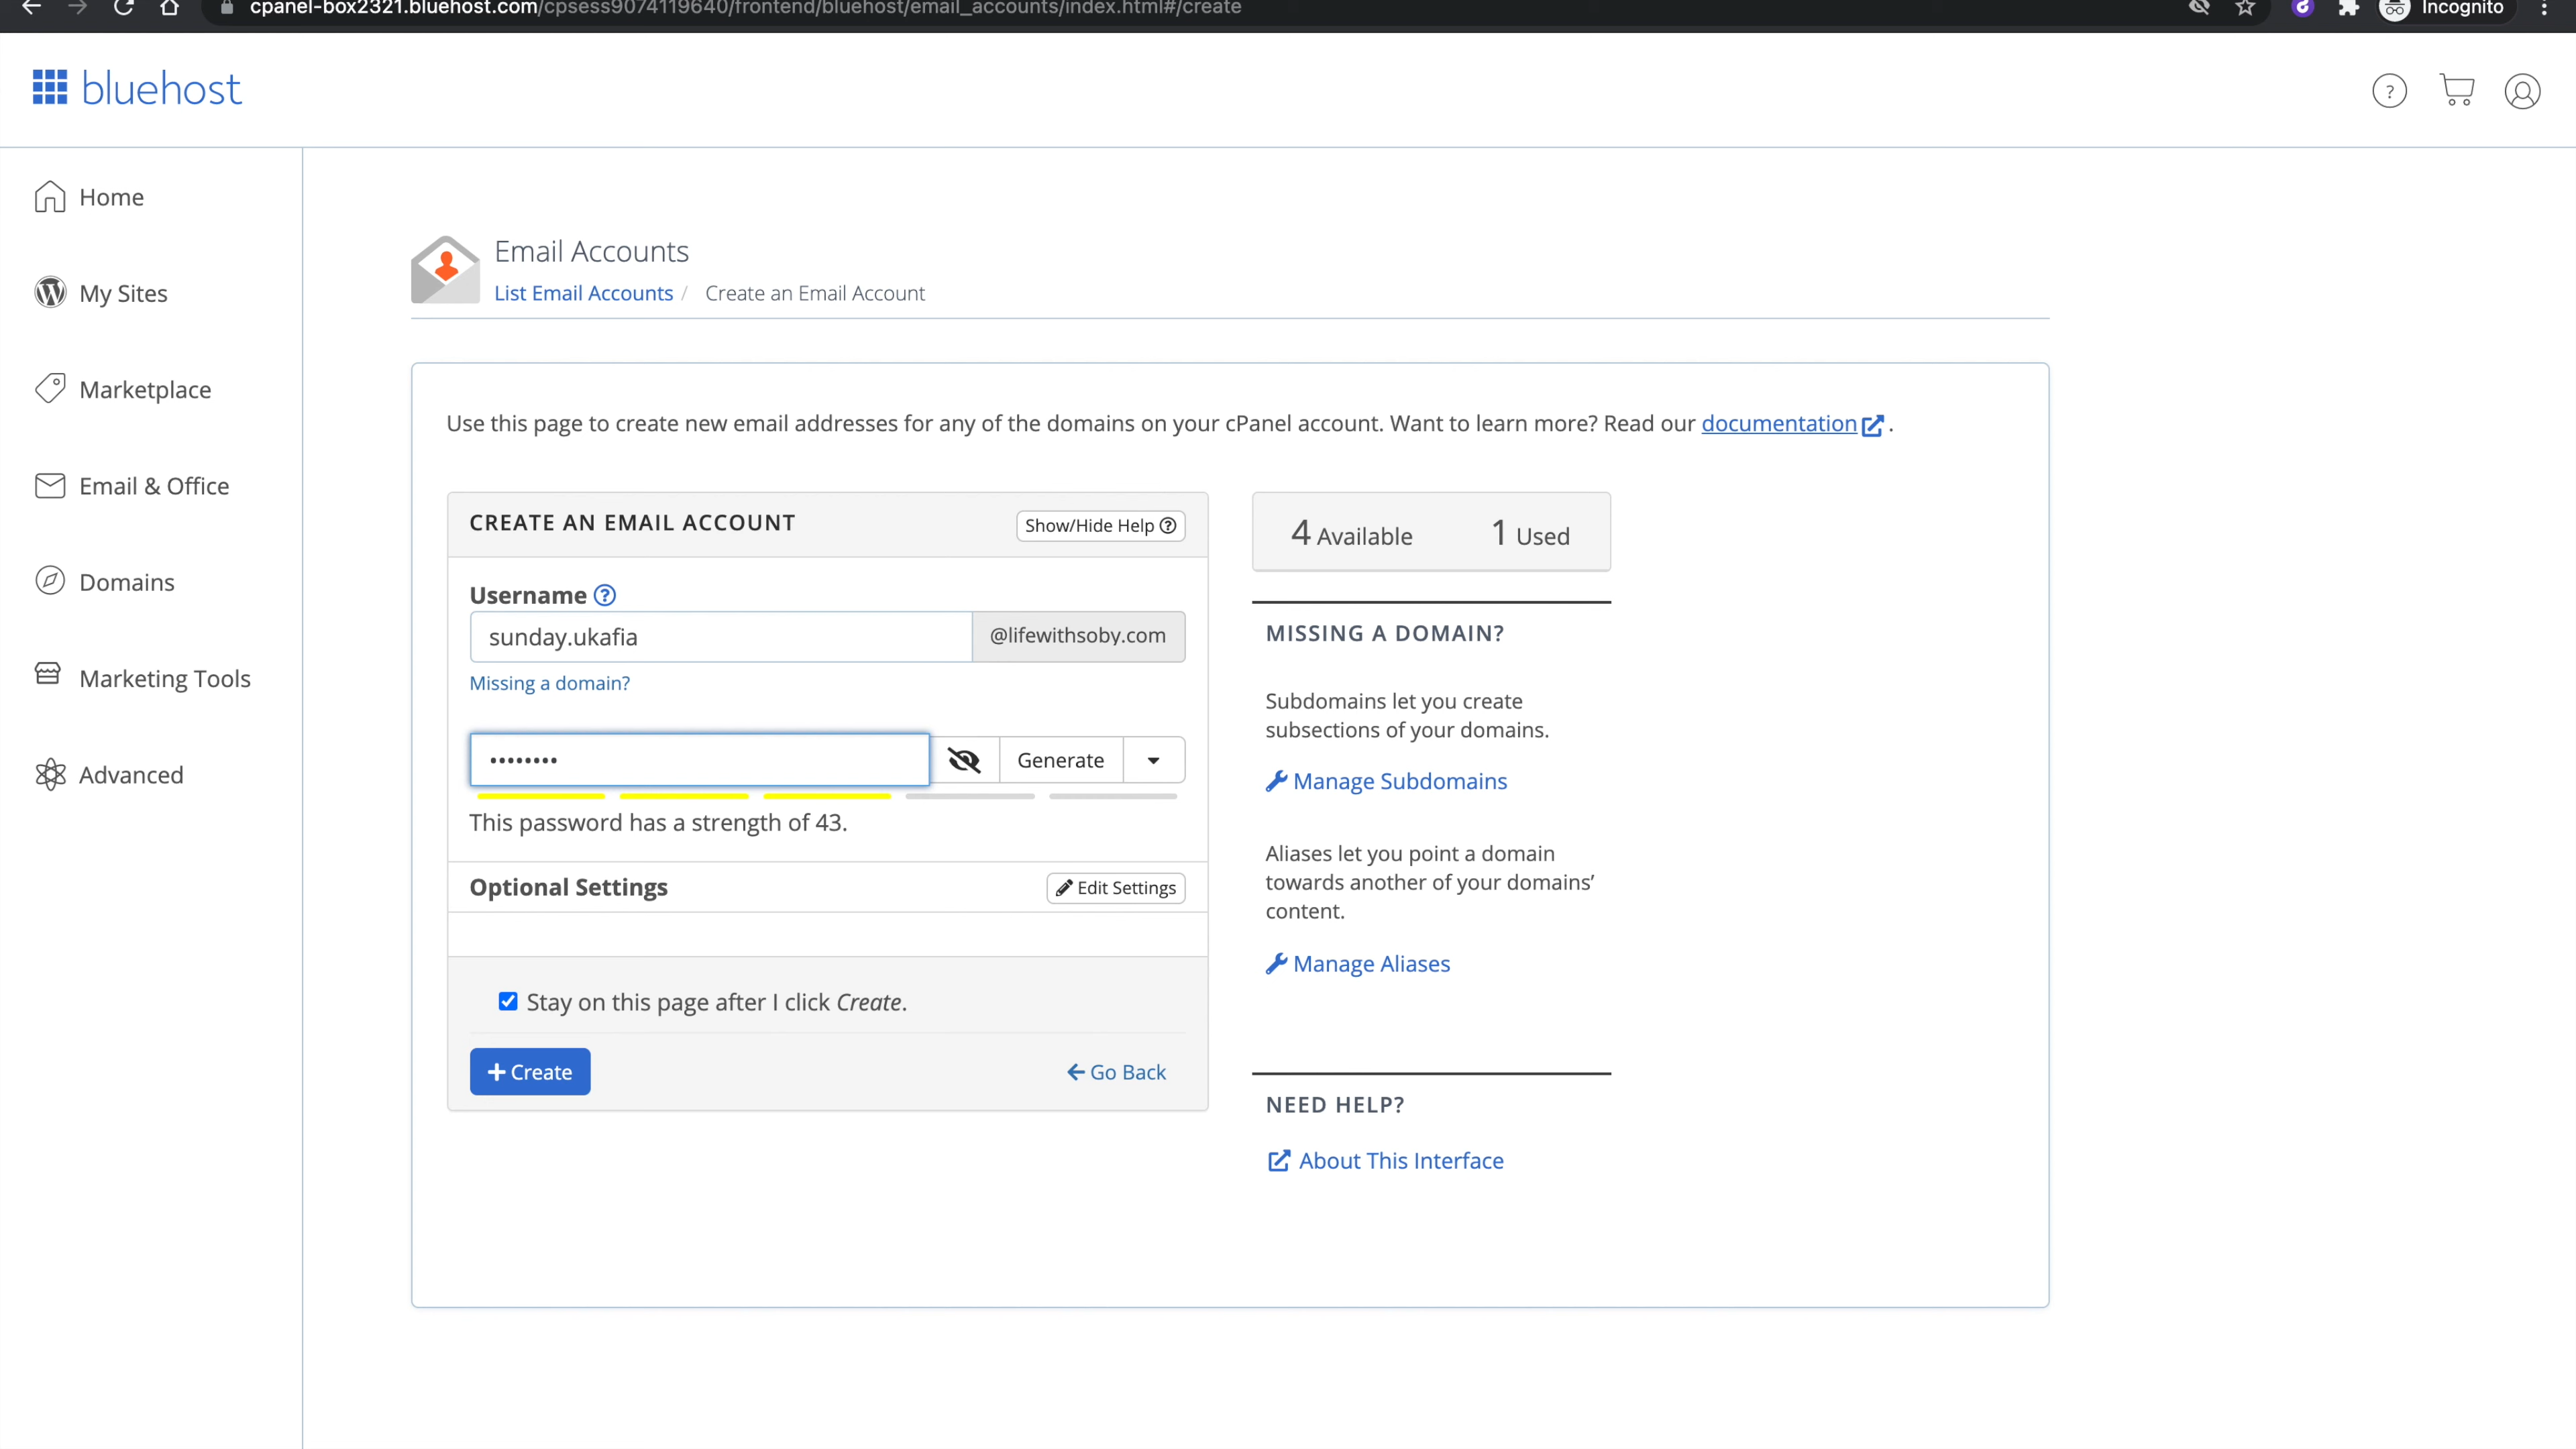 cpanel-box2321.bluehost.com/cpsess9074119640/frontend/bluehost/email_accounts/index.html#/create
Incognito
bluehost
?
Home
My Sites
Marketplace
Email & Office
Domains
Marketing Tools
Advanced
Email Accounts
List Email Accounts / Create an Email Account
Use this page to create new email addresses for any of the domains on your cPanel account. Want to learn more? Read our documentation .
CREATE AN EMAIL ACCOUNT
Show/Hide Help ?
Username ?
sunday.ukafia
@lifewithsoby.com
Missing a domain?
••••••••
Generate
This password has a strength of 43.
Optional Settings
Edit Settings
Stay on this page after I click Create.
+ Create
← Go Back
4 Available 1 Used
MISSING A DOMAIN?
Subdomains let you create
subsections of your domains.
Manage Subdomains
Aliases let you point a domain
towards another of your domains’
content.
Manage Aliases
NEED HELP?
About This Interface